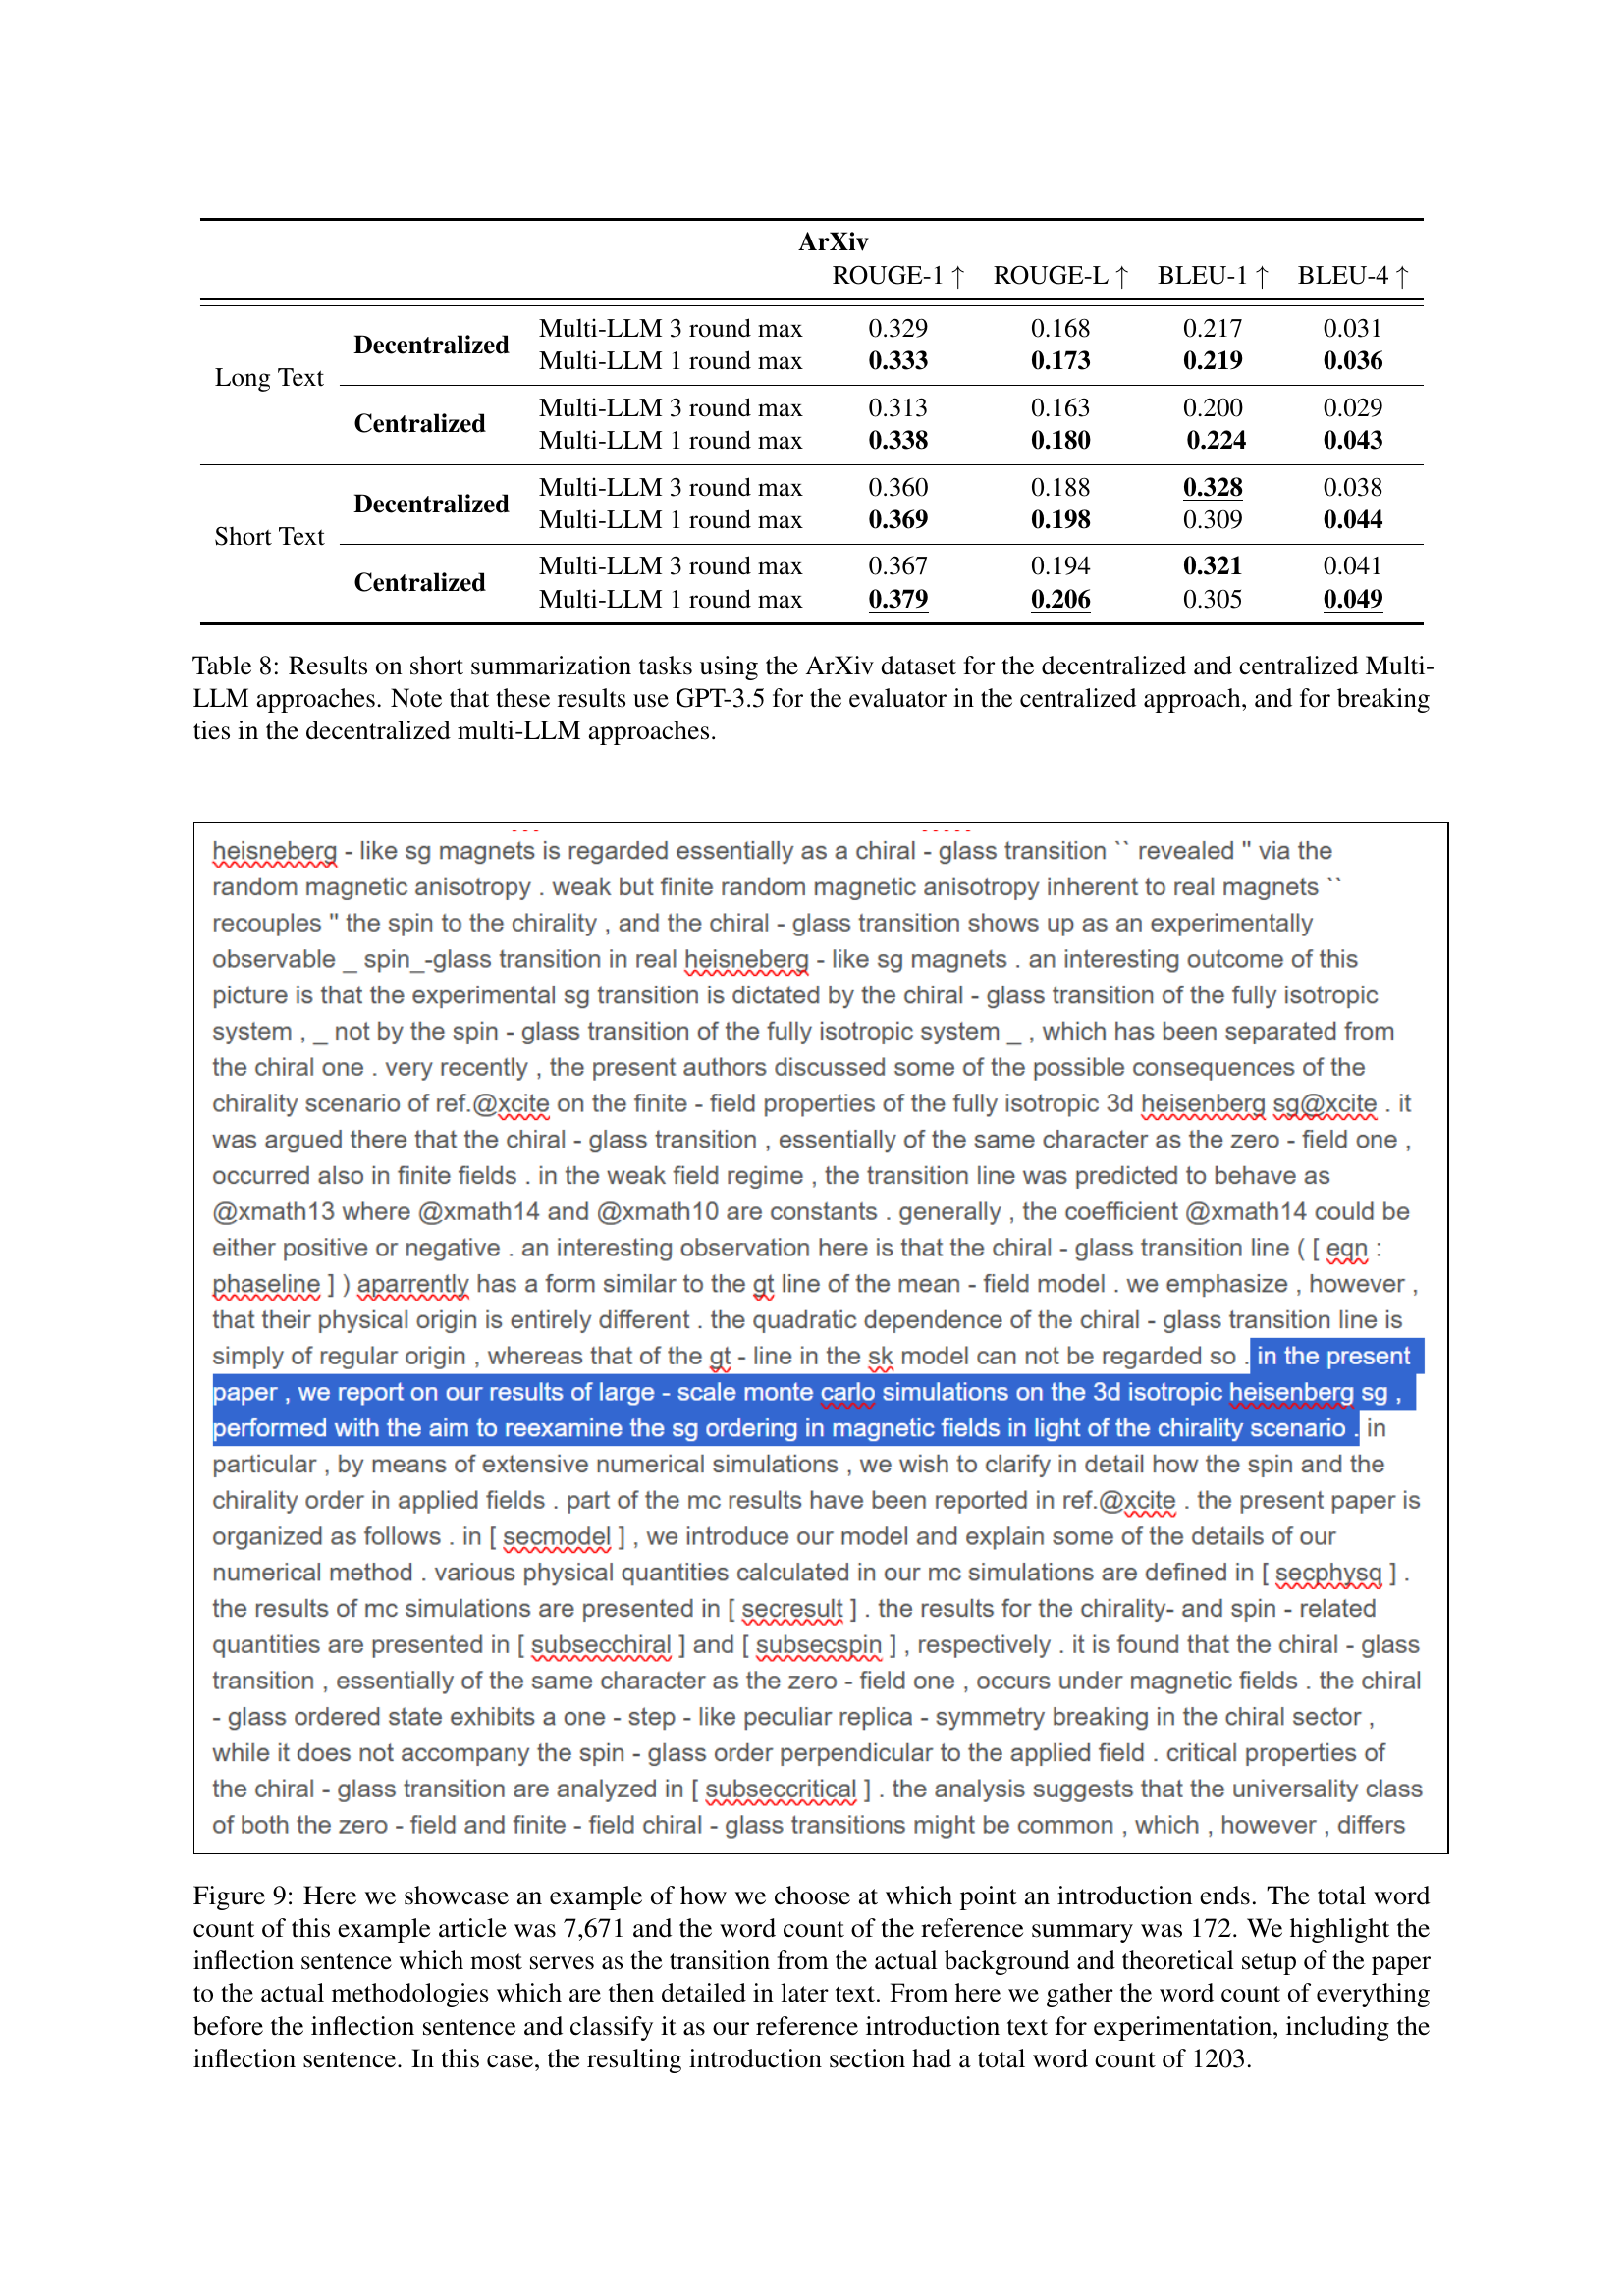 ArXiv
ROUGE-1 ↑ ROUGE-L ↑ BLEU-1 ↑ BLEU-4 ↑
Long Text Decentralized Multi-LLM 3 round max 0.329 0.168 0.217 0.031
Multi-LLM 1 round max 0.333 0.173 0.219 0.036
Centralized Multi-LLM 3 round max 0.313 0.163 0.200 0.029
Multi-LLM 1 round max 0.338 0.180 0.224 0.043
Short Text Decentralized Multi-LLM 3 round max 0.360 0.188 0.328 0.038
Multi-LLM 1 round max 0.369 0.198 0.309 0.044
Centralized Multi-LLM 3 round max 0.367 0.194 0.321 0.041
Multi-LLM 1 round max 0.379 0.206 0.305 0.049
Table 8: Results on short summarization tasks using the ArXiv dataset for the decentralized and centralized Multi-
LLM approaches. Note that these results use GPT-3.5 for the evaluator in the centralized approach, and for breaking
ties in the decentralized multi-LLM approaches.
heisneberg - like sg magnets is regarded essentially as a chiral - glass transition `` revealed '' via the
random magnetic anisotropy . weak but finite random magnetic anisotropy inherent to real magnets ``
recouples '' the spin to the chirality , and the chiral - glass transition shows up as an experimentally
observable _ spin_-glass transition in real heisneberg - like sg magnets . an interesting outcome of this
picture is that the experimental sg transition is dictated by the chiral - glass transition of the fully isotropic
system , _ not by the spin - glass transition of the fully isotropic system _ , which has been separated from
the chiral one . very recently , the present authors discussed some of the possible consequences of the
chirality scenario of ref.@xcite on the finite - field properties of the fully isotropic 3d heisenberg sg@xcite . it
was argued there that the chiral - glass transition , essentially of the same character as the zero - field one ,
occurred also in finite fields . in the weak field regime , the transition line was predicted to behave as
@xmath13 where @xmath14 and @xmath10 are constants . generally , the coefficient @xmath14 could be
either positive or negative . an interesting observation here is that the chiral - glass transition line ( [ eqn :
phaseline ] ) aparrently has a form similar to the gt line of the mean - field model . we emphasize , however ,
that their physical origin is entirely different . the quadratic dependence of the chiral - glass transition line is
simply of regular origin , whereas that of the gt - line in the sk model can not be regarded so . in the present
paper , we report on our results of large - scale monte carlo simulations on the 3d isotropic heisenberg sg ,
performed with the aim to reexamine the sg ordering in magnetic fields in light of the chirality scenario . in
particular , by means of extensive numerical simulations , we wish to clarify in detail how the spin and the
chirality order in applied fields . part of the mc results have been reported in ref.@xcite . the present paper is
organized as follows . in [ secmodel ] , we introduce our model and explain some of the details of our
numerical method . various physical quantities calculated in our mc simulations are defined in [ secphysq ] .
the results of mc simulations are presented in [ secresult ] . the results for the chirality- and spin - related
quantities are presented in [ subsecchiral ] and [ subsecspin ] , respectively . it is found that the chiral - glass
transition , essentially of the same character as the zero - field one , occurs under magnetic fields . the chiral
- glass ordered state exhibits a one - step - like peculiar replica - symmetry breaking in the chiral sector ,
while it does not accompany the spin - glass order perpendicular to the applied field . critical properties of
the chiral - glass transition are analyzed in [ subseccritical ] . the analysis suggests that the universality class
of both the zero - field and finite - field chiral - glass transitions might be common , which , however , differs
Figure 9: Here we showcase an example of how we choose at which point an introduction ends. The total word
count of this example article was 7,671 and the word count of the reference summary was 172. We highlight the
inflection sentence which most serves as the transition from the actual background and theoretical setup of the paper
to the actual methodologies which are then detailed in later text. From here we gather the word count of everything
before the inflection sentence and classify it as our reference introduction text for experimentation, including the
inflection sentence. In this case, the resulting introduction section had a total word count of 1203.